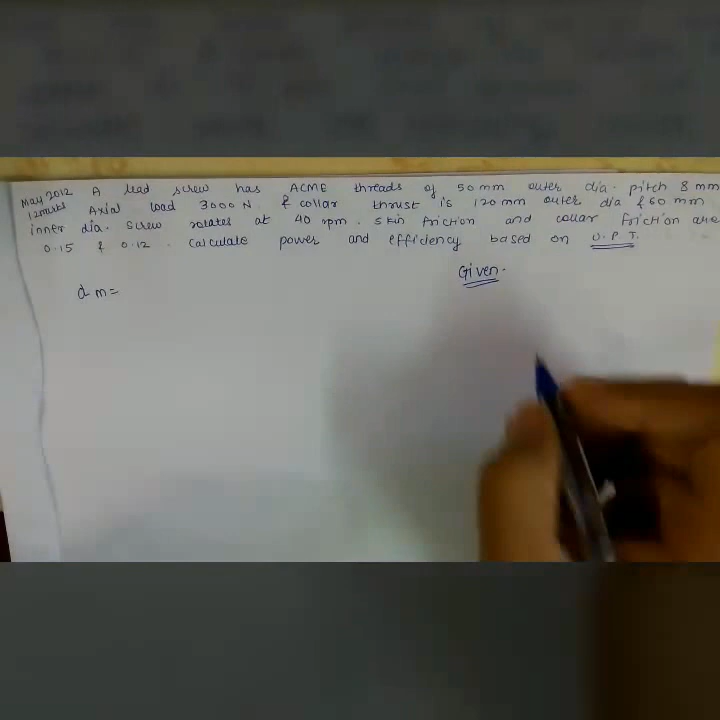 May 2012 A lead screw has ACME threads of 50 mm outer dia. pitch 8 mm
12 marks Axial load 3000 N. & collar thrust is 120 mm outer dia & 60 mm
inner dia. Screw rotates at 40 rpm. Skin friction and collar friction are
0.15 & 0.12. Calculate power and efficiency based on U.P.T.
Given.
dm=